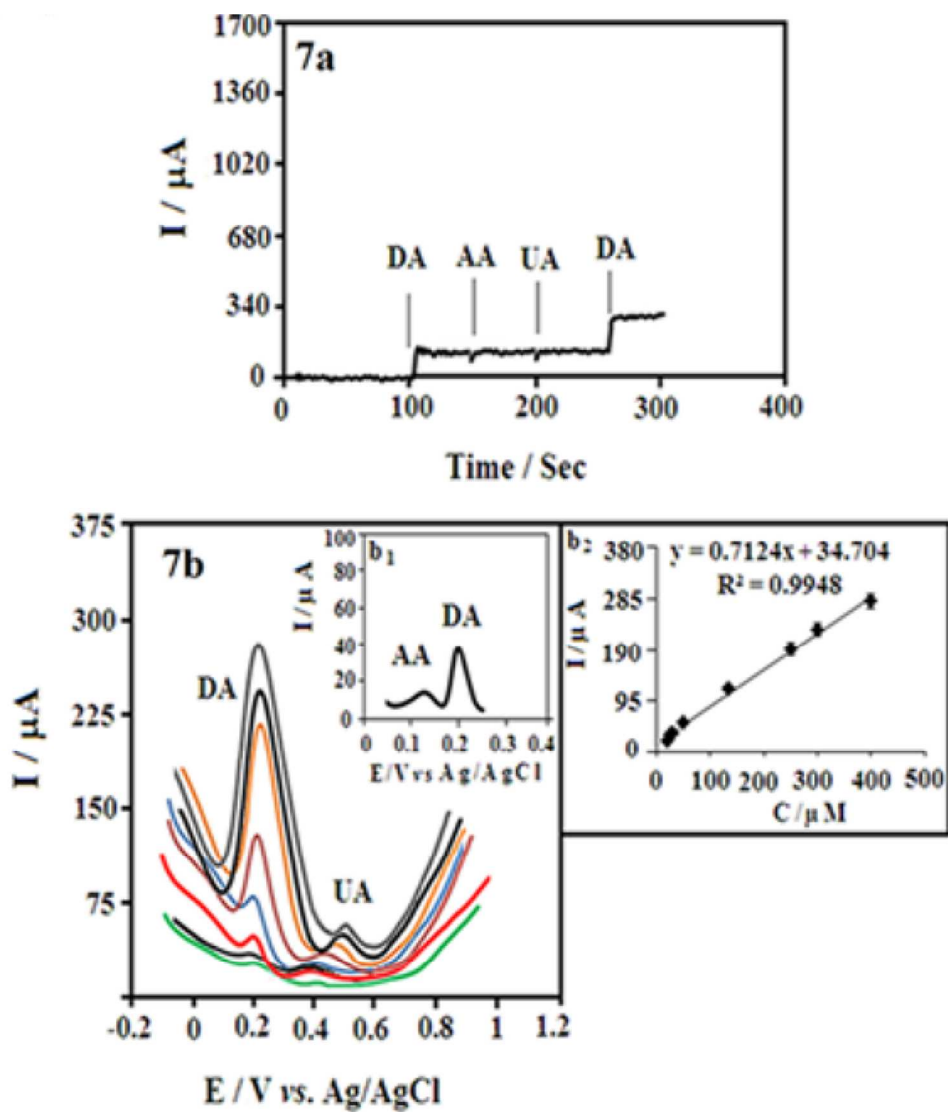 7a
1700
1360
1020
680
340
0
I / µA
DA AA UA DA
0 100 200 300 400
Time / Sec
7b
375
300
225
150
75
I / µA
DA
UA
-0.2 0 0.2 0.4 0.6 0.8 1 1.2
E / V vs. Ag/AgCl
b1
100
80
60
40
20
0
I / µ A
AA
DA
0.1 0.2 0.3 0.4
E / V vs Ag / AgCl
b2
y = 0.7124x + 34.704
R² = 0.9948
380
285
190
95
0
I /µ A
0 100 200 300 400 500
C /µ M